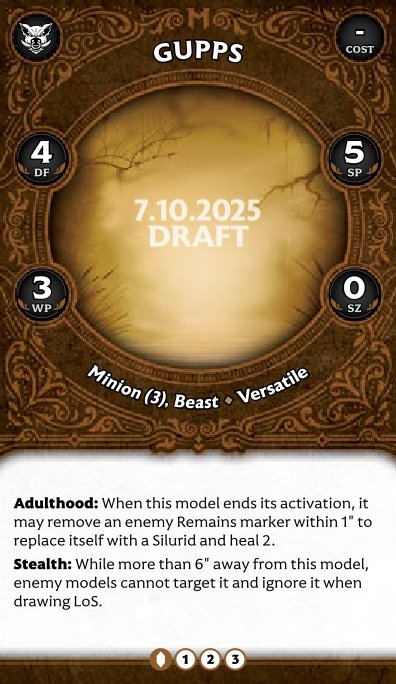 GUPPS
-
COST
4
DF
5
SP
7.10.2025
DRAFT
3
WP
0
SZ
Minion (3), Beast ◆ Versatile
Adulthood: When this model ends its activation, it
may remove an enemy Remains marker within 1" to
replace itself with a Silurid and heal 2.
Stealth: While more than 6" away from this model,
enemy models cannot target it and ignore it when
drawing LoS.
1 2 3